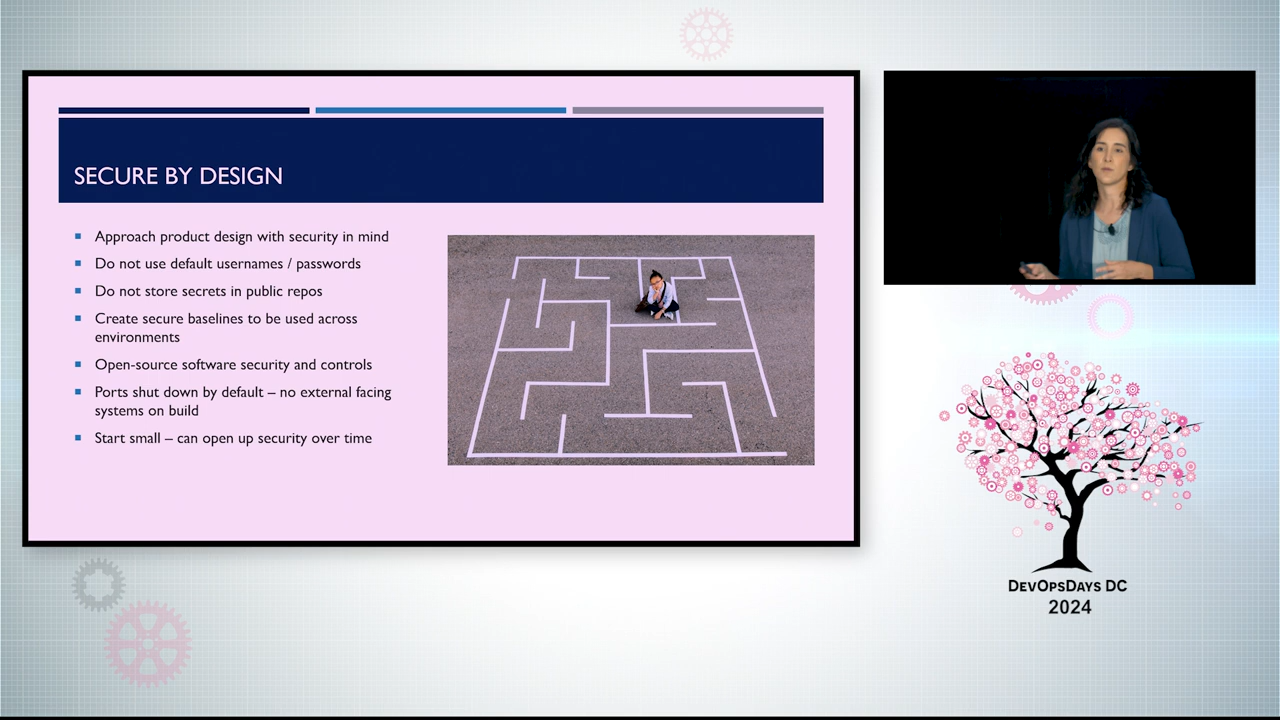 SECURE BY DESIGN
Approach product design with security in mind
Do not use default usernames / passwords
Do not store secrets in public repos
Create secure baselines to be used across
environments
Open-source software security and controls
Ports shut down by default – no external facing
systems on build
Start small – can open up security over time
DEVOPSDAYS DC
2024